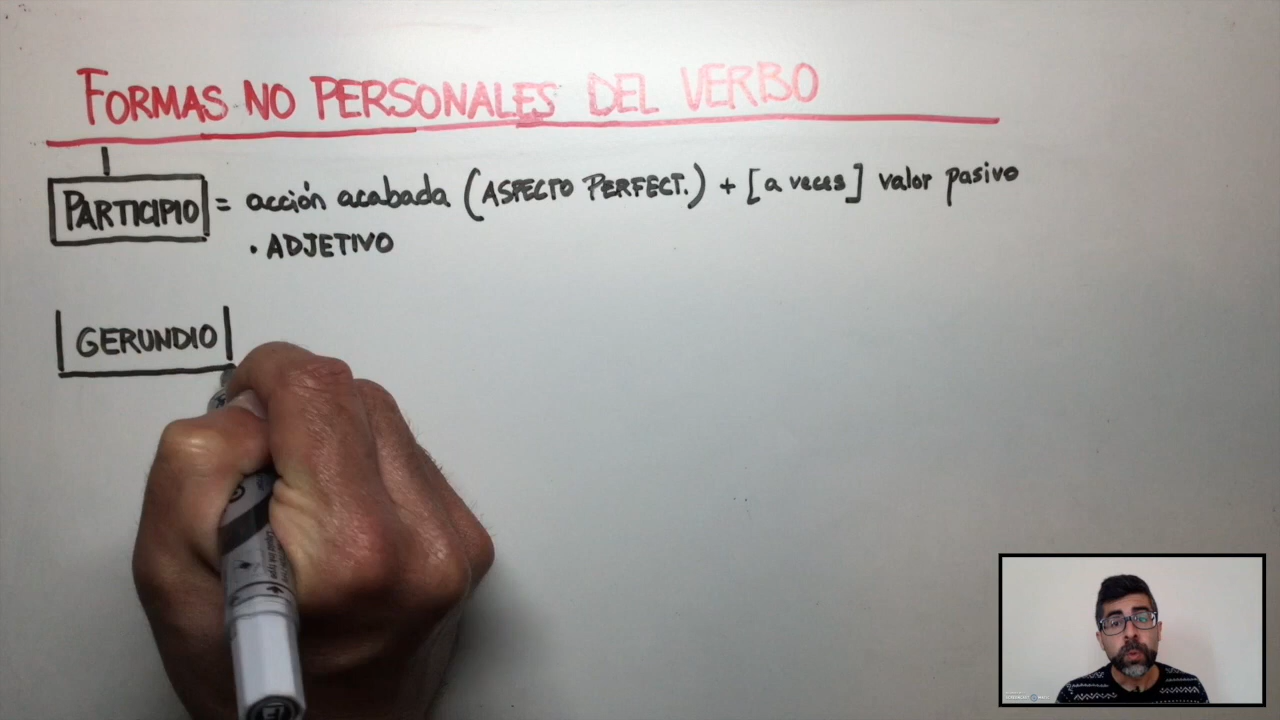 FORMAS NO PERSONALES DEL VERBO
PARTICIPIO = acción acabada (ASPECTO PERFECT.) + [a veces] valor pasivo
• ADJETIVO
GERUNDIO